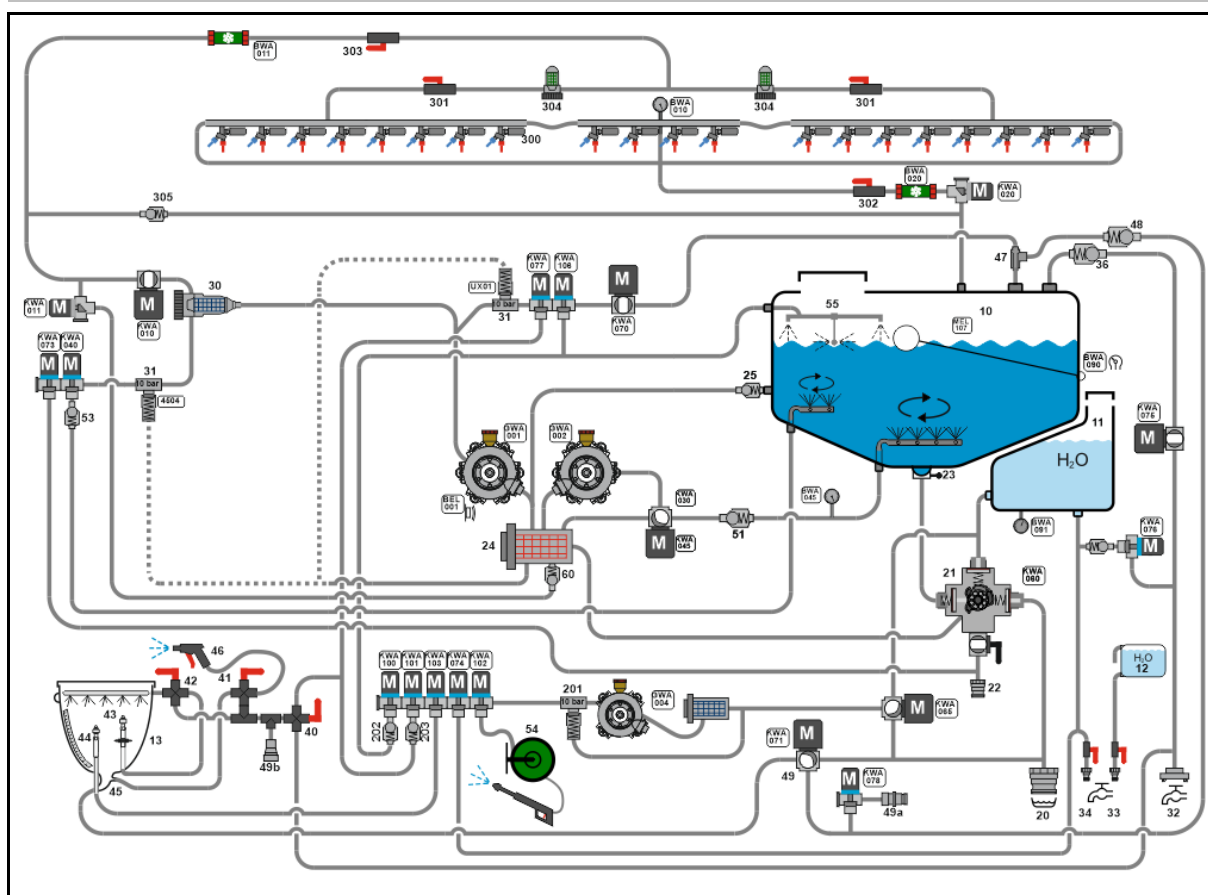 BWA 011
303
301
304
BWA 010
304
301
300
BWA 020
302
KWA 020
305
48
47
36
KWA 077
KWA 106
M
M
M
KWA 070
UX01
10 bar
31
KWA 011
M
M
KWA 010
30
KWA 073
KWA 040
M
M
31
10 bar
4504
53
55
MEL 107
10
BWA 090
11
H₂O
KWA 075
M
25
23
BWA 091
KWA 076
M
001
002
BEL 001
KWA 030
M
KWA 045
51
BWA 045
24
60
21
KWA 060
22
H₂O
12
46
42
41
43
44
13
45
40
49b
KWA 100
KWA 101
KWA 103
KWA 074
KWA 102
M
M
M
M
M
202
203
201
10 bar
004
54
M
KWA 065
KWA 071
M
49
M
KWA 078
49a
20
34
33
32